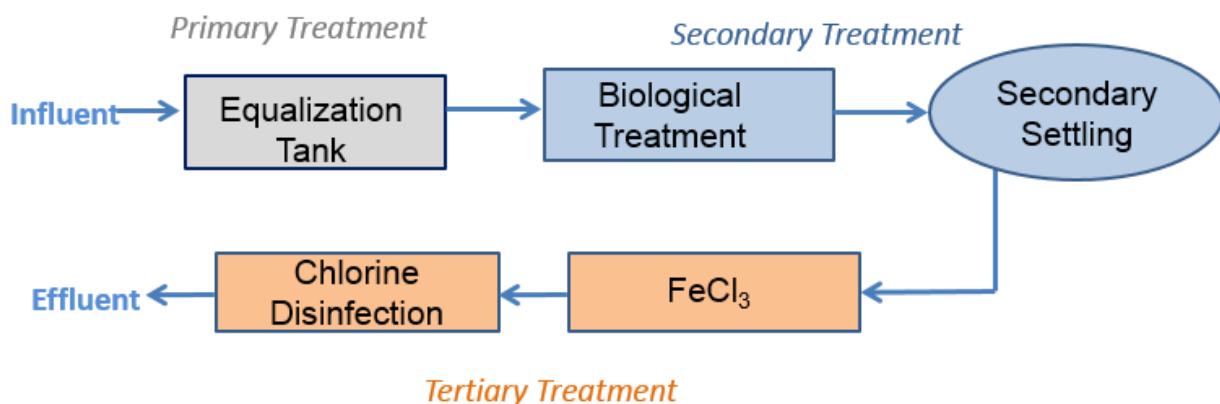 Primary Treatment
Secondary Treatment
Influent
Equalization
Tank
Biological
Treatment
Secondary
Settling
Effluent
Chlorine
Disinfection
FeCl₃
Tertiary Treatment